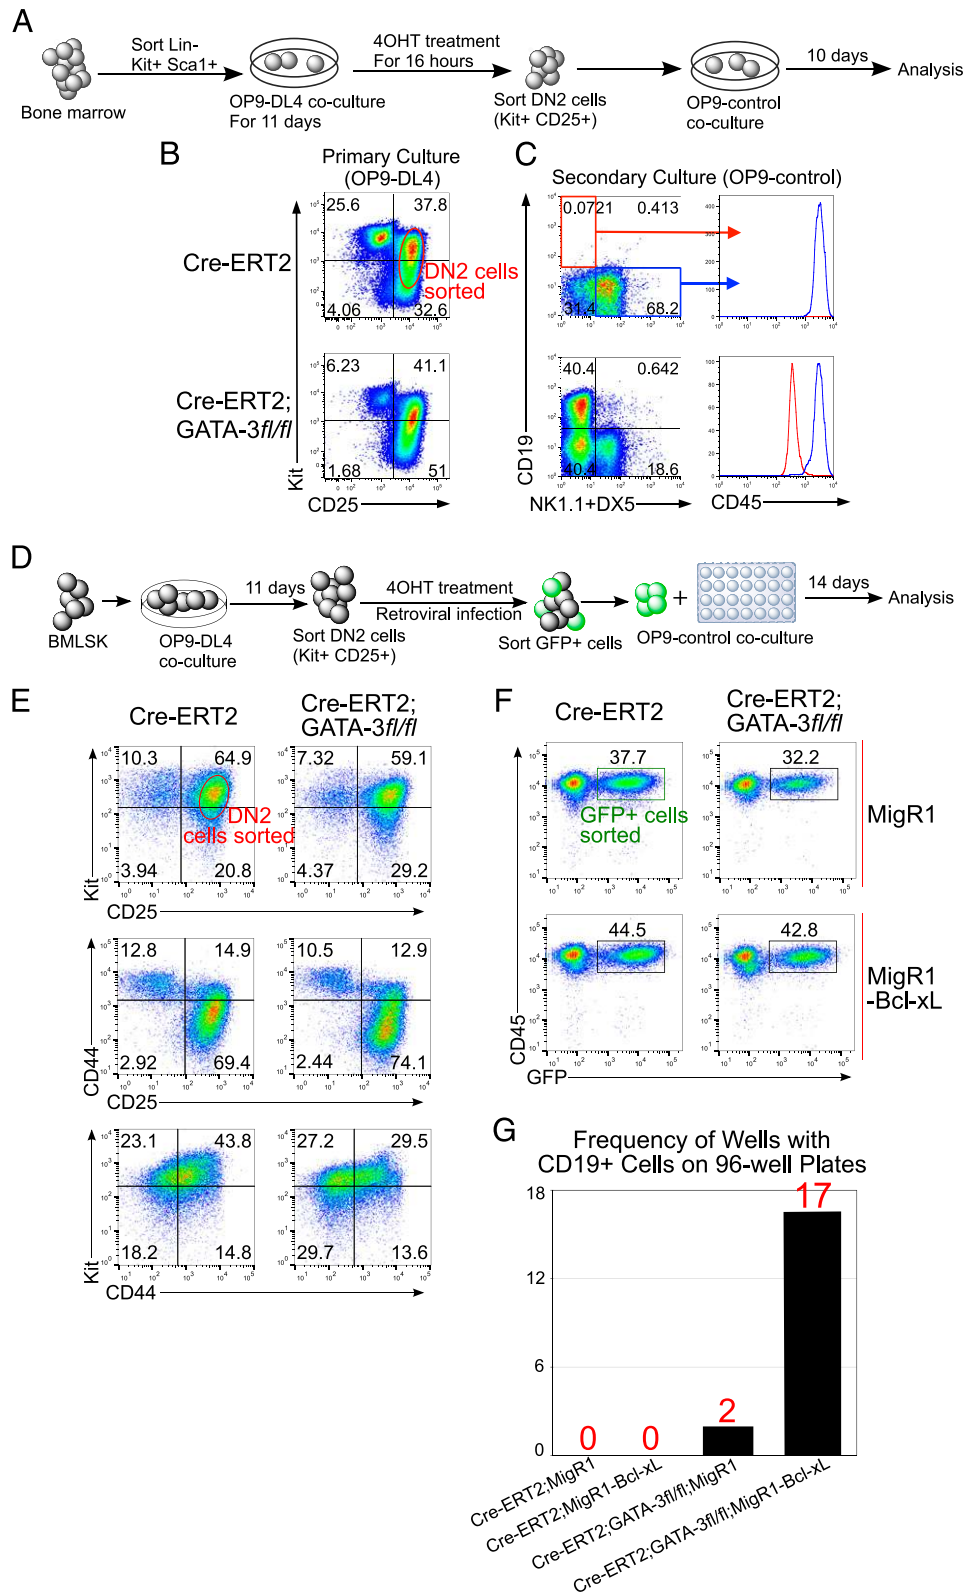 A
Sort Lin-
Kit+ Sca1+
4OHT treatment
For 16 hours
10 days
Analysis
Bone marrow
OP9-DL4 co-culture
For 11 days
Sort DN2 cells
(Kit+ CD25+)
OP9-control
co-culture
B
Primary Culture
(OP9-DL4)
C
Secondary Culture (OP9-control)
Cre-ERT2
25.6 37.8
DN2 cells
sorted
4.06 32.6
0.0721 0.413
31.4 68.2
Cre-ERT2;
GATA-3fl/fl
6.23 41.1
1.68 51
40.4 0.642
40.4 18.6
Kit
CD25
CD19
NK1.1+DX5
CD45
D
11 days
4OHT treatment
Retroviral infection
14 days
Analysis
BMLSK
OP9-DL4
co-culture
Sort DN2 cells
(Kit+ CD25+)
Sort GFP+ cells
OP9-control co-culture
E
Cre-ERT2
Cre-ERT2;
GATA-3fl/fl
10.3 64.9
DN2
cells sorted
3.94 20.8
7.32 59.1
4.37 29.2
Kit
CD25
12.8 14.9
2.92 69.4
10.5 12.9
2.44 74.1
CD44
CD25
23.1 43.8
18.2 14.8
27.2 29.5
29.7 13.6
Kit
CD44
F
Cre-ERT2
Cre-ERT2;
GATA-3fl/fl
37.7
GFP+ cells
sorted
32.2
MigR1
44.5
42.8
MigR1
-Bcl-xL
CD45
GFP
G
Frequency of Wells with
CD19+ Cells on 96-well Plates
18
12
6
0
0
0
2
17
Cre-ERT2;MigR1
Cre-ERT2;MigR1-Bcl-xL
Cre-ERT2;GATA-3fl/fl;MigR1
Cre-ERT2;GATA-3fl/fl;MigR1-Bcl-xL